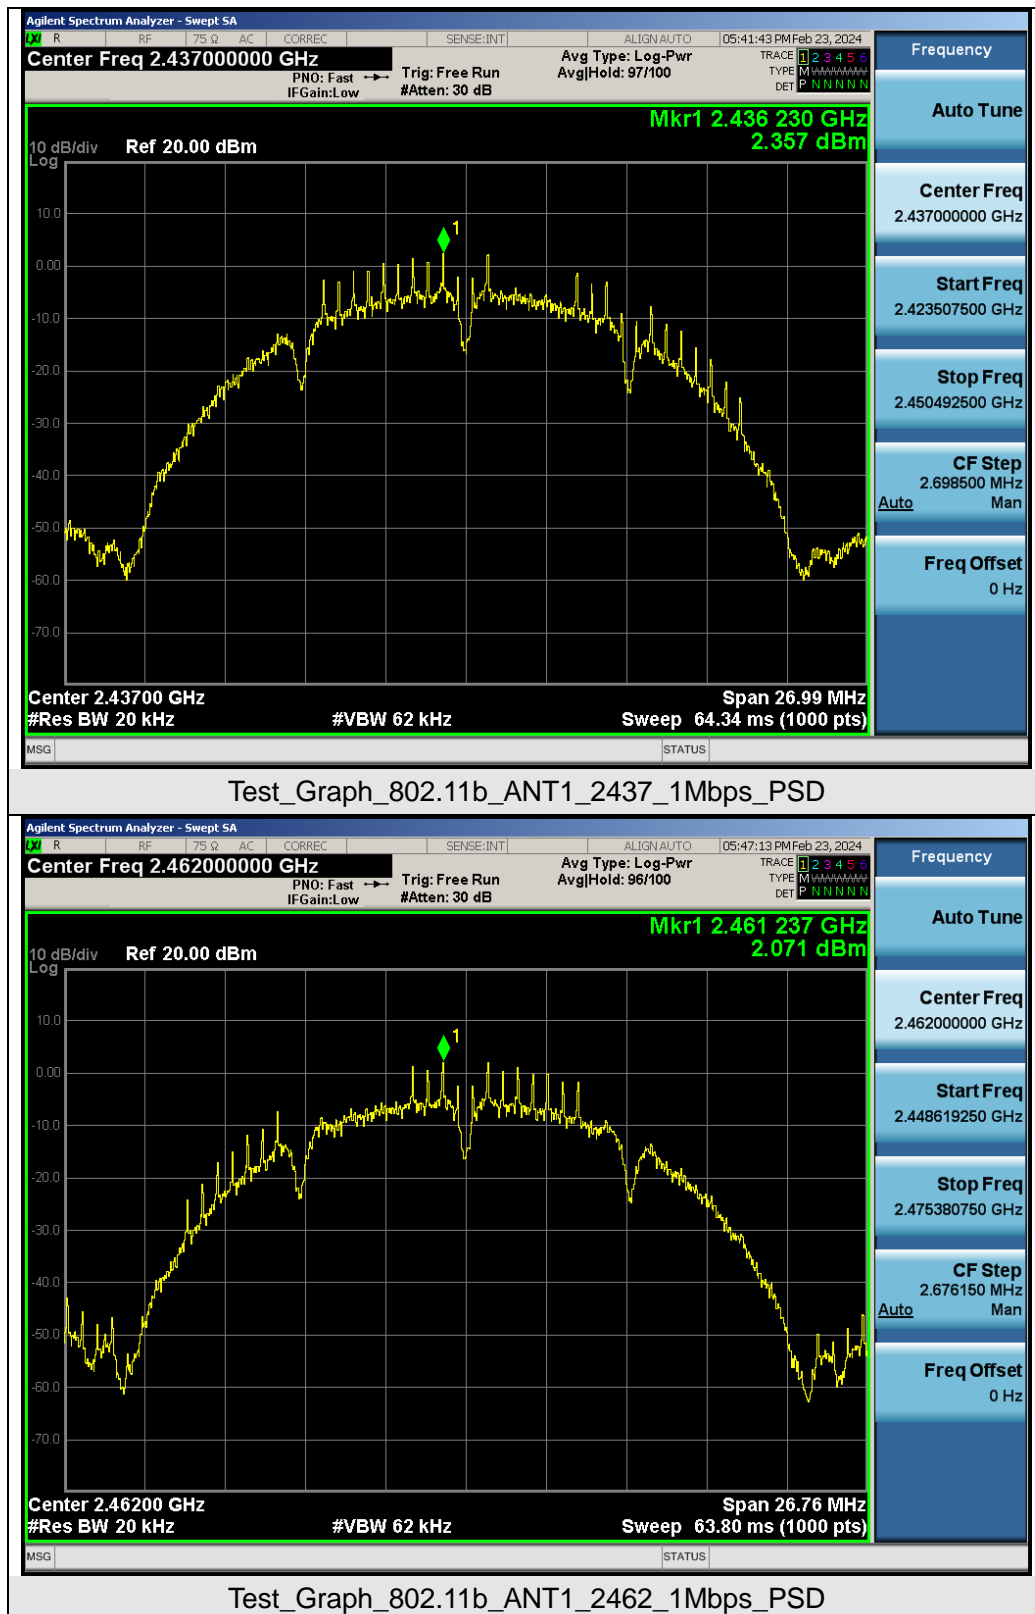 Agilent Spectrum Analyzer - Swept SA
LXI R RF 75 Ω AC CORREC SENSE:INT ALIGN AUTO 05:41:43 PM Feb 23, 2024
Center Freq 2.437000000 GHz
PNO: Fast
IFGain:Low
Trig: Free Run
#Atten: 30 dB
Avg Type: Log-Pwr
Avg|Hold: 97/100
TRACE 1 2 3 4 5 6
TYPE M
DET P N N N N N
Mkr1 2.436 230 GHz
2.357 dBm
10 dB/div Ref 20.00 dBm
Log
1
10.0
0.00
-10.0
-20.0
-30.0
-40.0
-50.0
-60.0
-70.0
Center 2.43700 GHz Span 26.99 MHz
#Res BW 20 kHz #VBW 62 kHz Sweep 64.34 ms (1000 pts)
MSG STATUS
Frequency
Auto Tune
Center Freq
2.437000000 GHz
Start Freq
2.423507500 GHz
Stop Freq
2.450492500 GHz
CF Step
2.698500 MHz
Auto Man
Freq Offset
0 Hz
Test_Graph_802.11b_ANT1_2437_1Mbps_PSD
Agilent Spectrum Analyzer - Swept SA
LXI R RF 75 Ω AC CORREC SENSE:INT ALIGN AUTO 05:47:13 PM Feb 23, 2024
Center Freq 2.462000000 GHz
PNO: Fast
IFGain:Low
Trig: Free Run
#Atten: 30 dB
Avg Type: Log-Pwr
Avg|Hold: 96/100
TRACE 1 2 3 4 5 6
TYPE M
DET P N N N N N
Mkr1 2.461 237 GHz
2.071 dBm
10 dB/div Ref 20.00 dBm
Log
1
10.0
0.00
-10.0
-20.0
-30.0
-40.0
-50.0
-60.0
-70.0
Center 2.46200 GHz Span 26.76 MHz
#Res BW 20 kHz #VBW 62 kHz Sweep 63.80 ms (1000 pts)
MSG STATUS
Frequency
Auto Tune
Center Freq
2.462000000 GHz
Start Freq
2.448619250 GHz
Stop Freq
2.475380750 GHz
CF Step
2.676150 MHz
Auto Man
Freq Offset
0 Hz
Test_Graph_802.11b_ANT1_2462_1Mbps_PSD